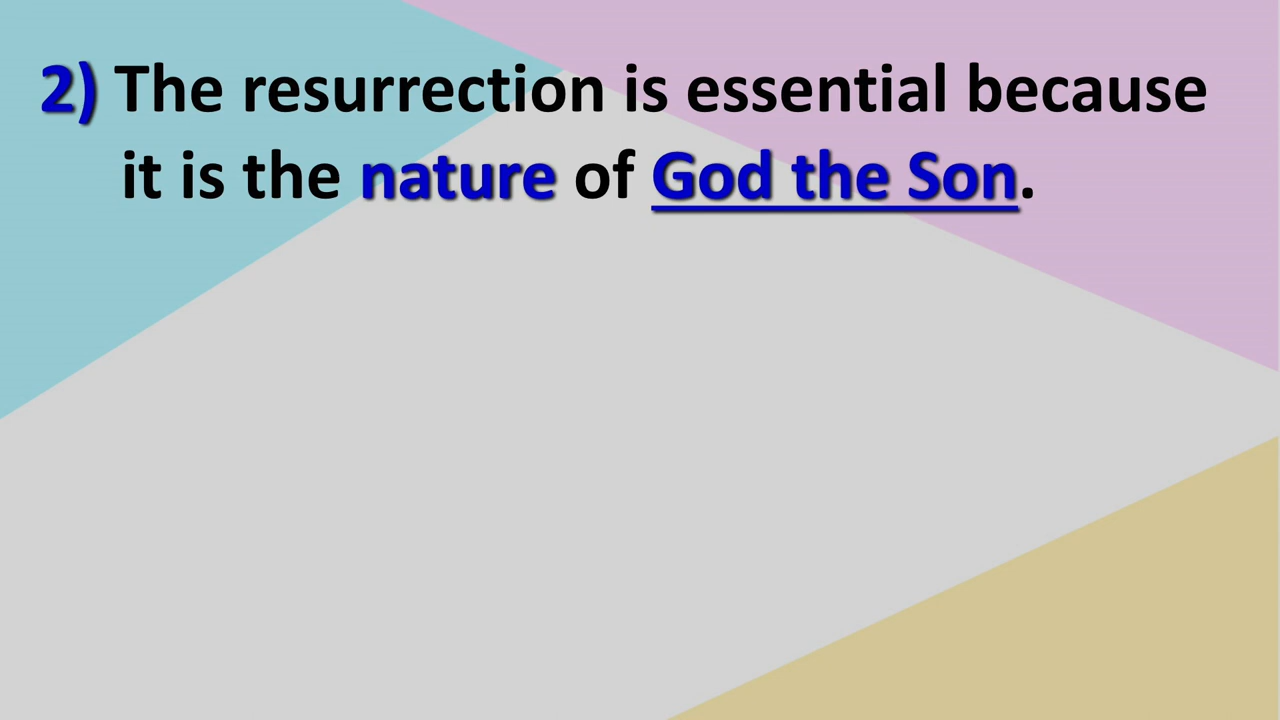 2) The resurrection is essential because
it is the nature of God the Son.